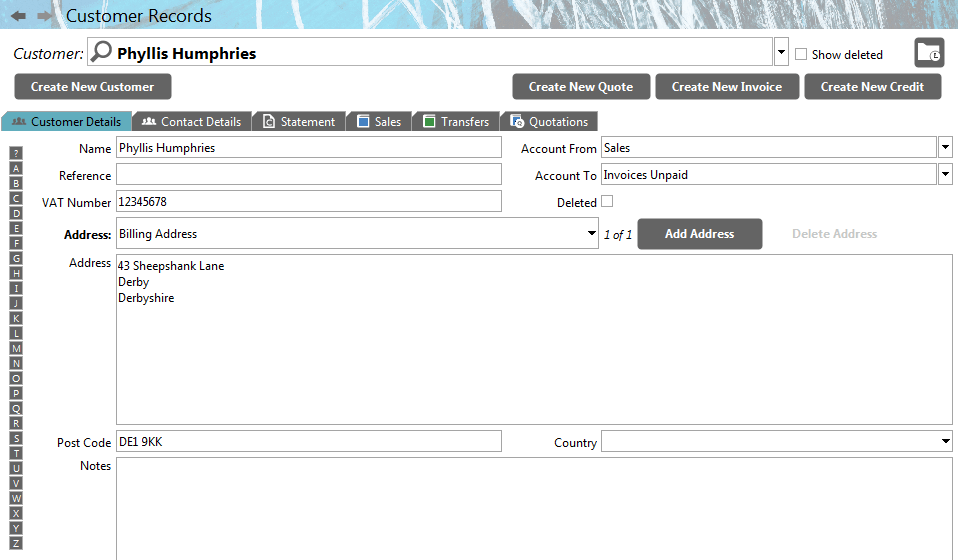 Customer Records
Customer: Phyllis Humphries Show deleted
Create New Customer Create New Quote Create New Invoice Create New Credit
Customer Details Contact Details Statement Sales Transfers Quotations
Name Phyllis Humphries Account From Sales
Reference Account To Invoices Unpaid
VAT Number 12345678 Deleted
Address: Billing Address 1 of 1 Add Address Delete Address
Address 43 Sheepshank Lane
Derby
Derbyshire
Post Code DE1 9KK Country
Notes
?
A
B
C
D
E
F
G
H
I
J
K
L
M
N
O
P
Q
R
S
T
U
V
W
X
Y
Z